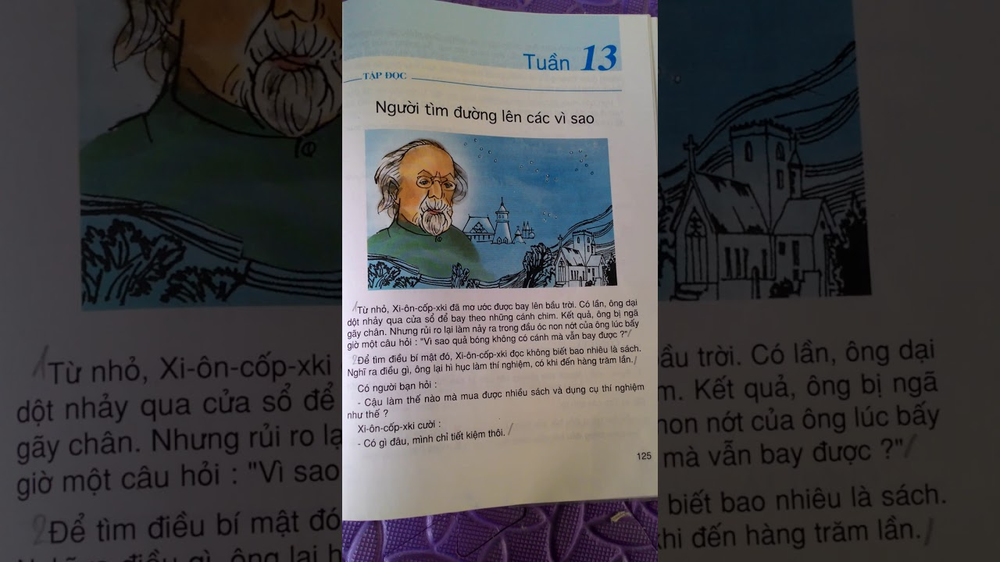 Tuần 13
TẬP ĐỌC
Người tìm đường lên các vì sao
Từ nhỏ, Xi-ôn-cốp-xki đã mơ ước được bay lên bầu trời. Có lần, ông dại
dột nhảy qua cửa sổ để bay theo những cánh chim. Kết quả, ông bị ngã
gãy chân. Nhưng rủi ro lại làm nảy ra trong đầu óc non nớt của ông lúc bấy
giờ một câu hỏi : "Vì sao quả bóng không có cánh mà vẫn bay được ?"
Để tìm điều bí mật đó, Xi-ôn-cốp-xki đọc không biết bao nhiêu là sách.
Nghĩ ra điều gì, ông lại hì hục làm thí nghiệm, có khi đến hàng trăm lần.
Có người bạn hỏi :
- Cậu làm thế nào mà mua được nhiều sách và dụng cụ thí nghiệm
như thế ?
Xi-ôn-cốp-xki cười :
- Có gì đâu, mình chỉ tiết kiệm thôi.
125